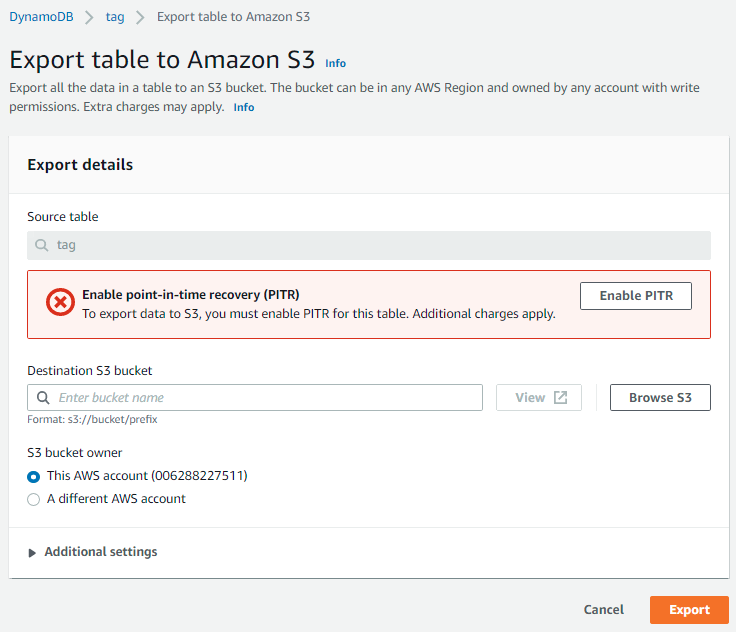 DynamoDB > tag > Export table to Amazon S3
Export table to Amazon S3 Info
Export all the data in a table to an S3 bucket. The bucket can be in any AWS Region and owned by any account with write
permissions. Extra charges may apply. Info
Export details
Source table
tag
Enable point-in-time recovery (PITR)
To export data to S3, you must enable PITR for this table. Additional charges apply.
Enable PITR
Destination S3 bucket
Enter bucket name
View
Browse S3
Format: s3://bucket/prefix
S3 bucket owner
This AWS account (006288227511)
A different AWS account
Additional settings
Cancel
Export